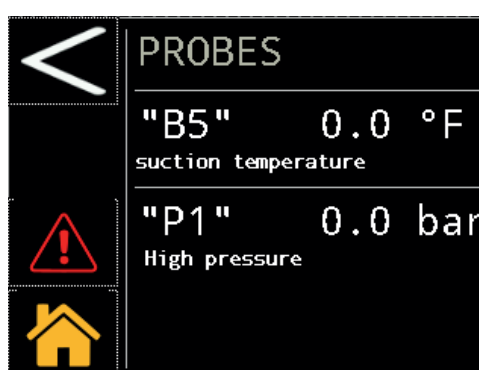 PROBES
"B5" 0.0 °F
suction temperature
"P1" 0.0 bar
High pressure